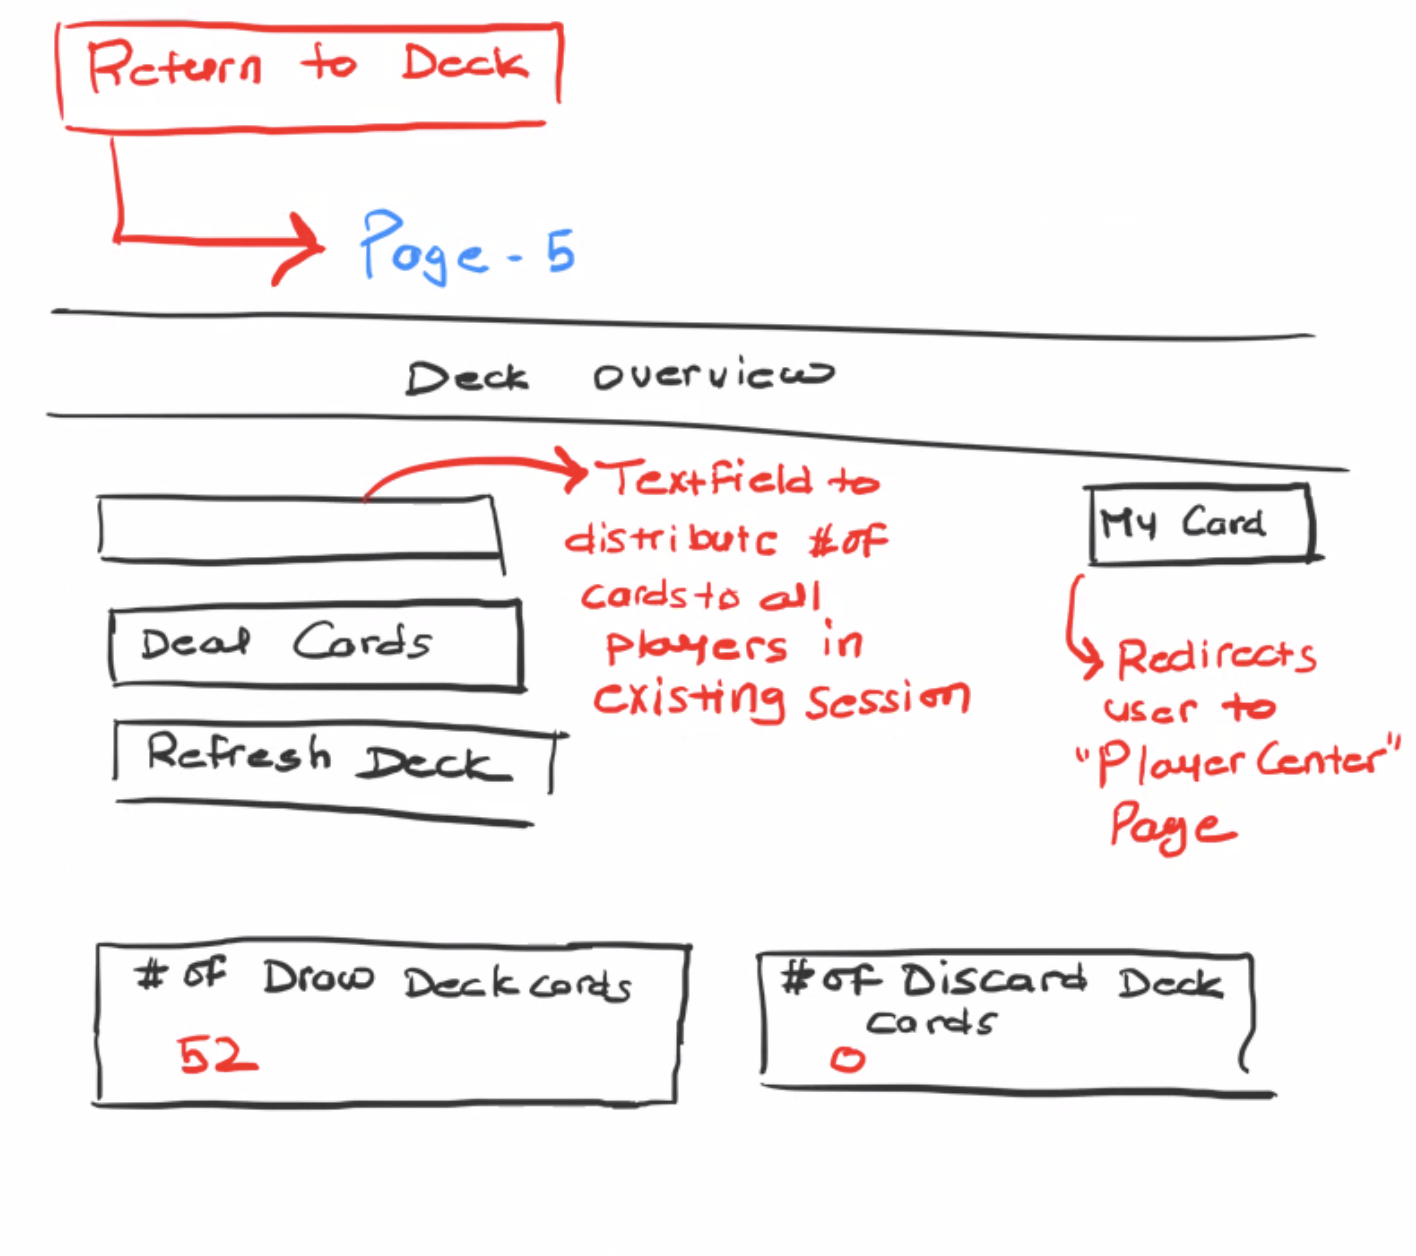 Return to Deck
Page - 5
Deck overview
Textfield to
distribute # of
cards to all
players in
existing session
My Card
Deal Cards
Refresh Deck
Redirects
user to
"Player Center"
Page
# of Draw Deck cards
52
# of Discard Deck
cards
0